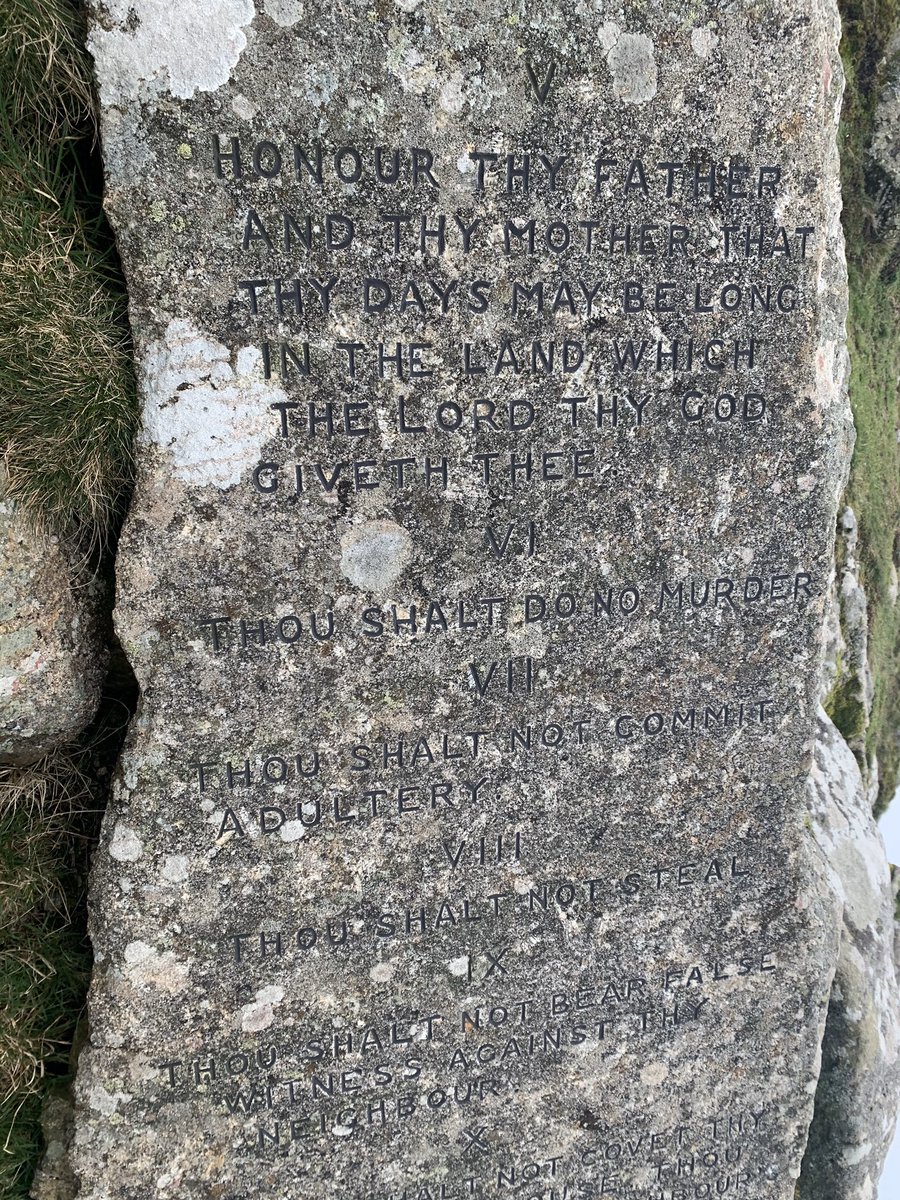 V
HONOUR THY FATHER
AND THY MOTHER THAT
THY DAYS MAY BE LONG
IN THE LAND WHICH
THE LORD THY GOD
GIVETH THEE
VI
THOU SHALT DO NO MURDER
VII
THOU SHALT NOT COMMIT
ADULTERY
VIII
THOU SHALT NOT STEAL
IX
THOU SHALT NOT BEAR FALSE
WITNESS AGAINST THY
NEIGHBOUR
X
NOT COVET THY
THOU